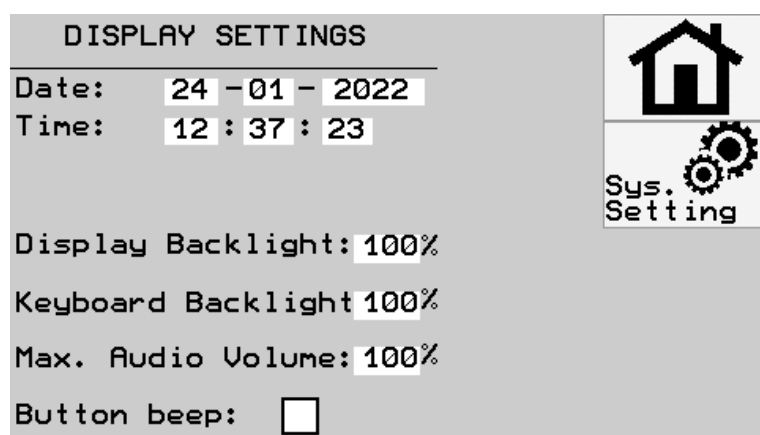 DISPLAY SETTINGS
Date: 24 - 01 - 2022
Time: 12 : 37 : 23
Sys.
Setting
Display Backlight: 100%
Keyboard Backlight 100%
Max. Audio Volume: 100%
Button beep: